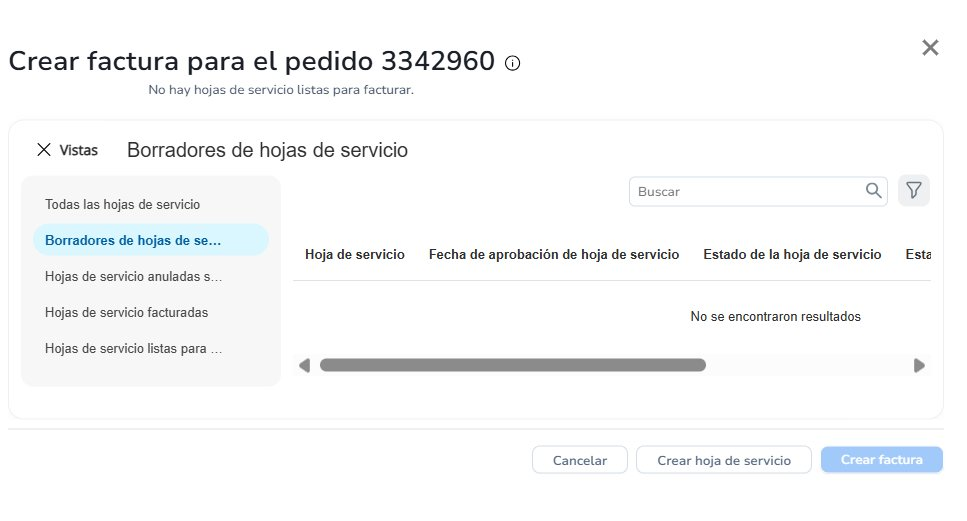 Crear factura para el pedido 3342960
No hay hojas de servicio listas para facturar.
Vistas
Borradores de hojas de servicio
Todas las hojas de servicio
Borradores de hojas de se...
Hojas de servicio anuladas s...
Hojas de servicio facturadas
Hojas de servicio listas para ...
Buscar
Hoja de servicio Fecha de aprobación de hoja de servicio Estado de la hoja de servicio Esta
No se encontraron resultados
Cancelar Crear hoja de servicio Crear factura